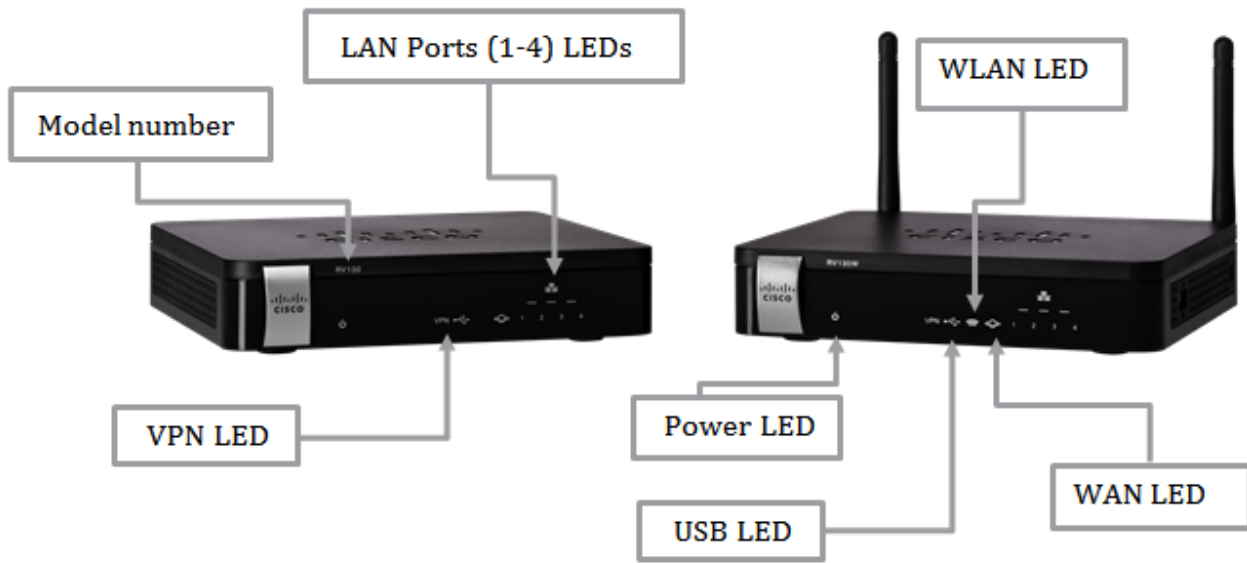 LAN Ports (1-4) LEDs
WLAN LED
Model number
RV130
RV130W
CISCO
CISCO
VPN
1 2 3 4
VPN
1 2 3 4
VPN LED
Power LED
WAN LED
USB LED